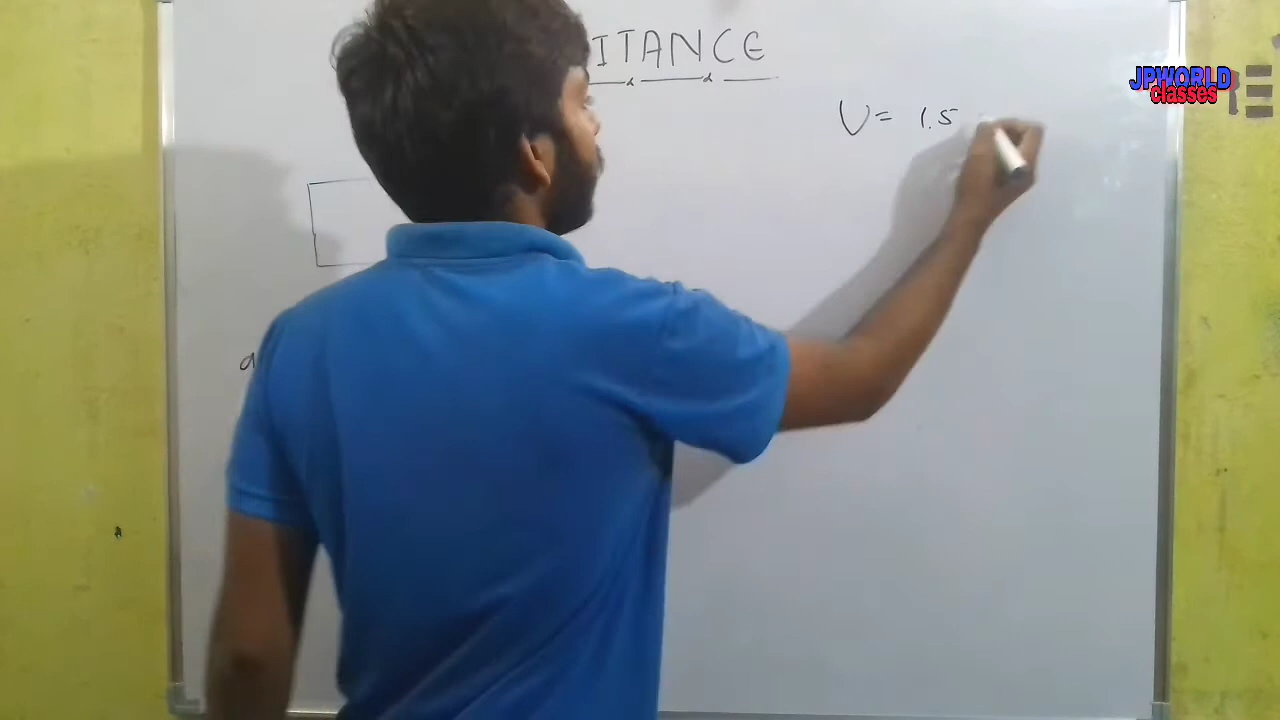 ITANCE
V = 1.5
JPWORLD
classes
a